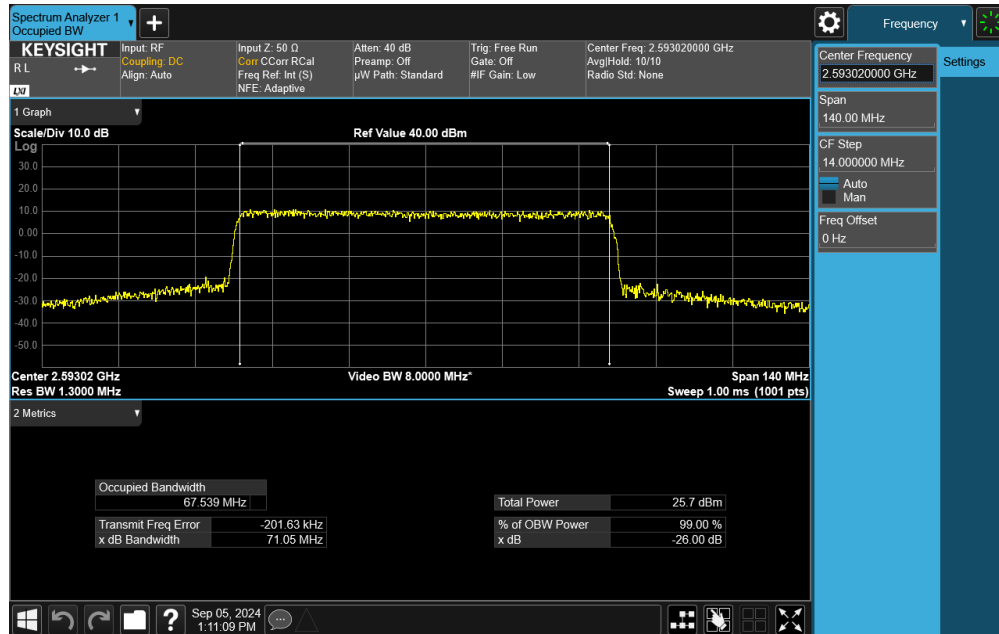 Spectrum Analyzer 1
Occupied BW
Frequency
KEYSIGHT
R L
LXI
Input: RF
Coupling: DC
Align: Auto
Input Z: 50 Ω
Corr CCorr RCal
Freq Ref: Int (S)
NFE: Adaptive
Atten: 40 dB
Preamp: Off
µW Path: Standard
Trig: Free Run
Gate: Off
#IF Gain: Low
Center Freq: 2.593020000 GHz
Avg|Hold: 10/10
Radio Std: None
Center Frequency
2.593020000 GHz
Settings
Span
140.00 MHz
CF Step
14.000000 MHz
Auto
Man
Freq Offset
0 Hz
1 Graph
Scale/Div 10.0 dB
Ref Value 40.00 dBm
Log
30.0
20.0
10.0
0.00
-10.0
-20.0
-30.0
-40.0
-50.0
Center 2.59302 GHz
Video BW 8.0000 MHz*
Span 140 MHz
Res BW 1.3000 MHz
Sweep 1.00 ms (1001 pts)
2 Metrics
Occupied Bandwidth
67.539 MHz
Total Power 25.7 dBm
Transmit Freq Error -201.63 kHz
% of OBW Power 99.00 %
x dB Bandwidth 71.05 MHz
x dB -26.00 dB
?
Sep 05, 2024
1:11:09 PM